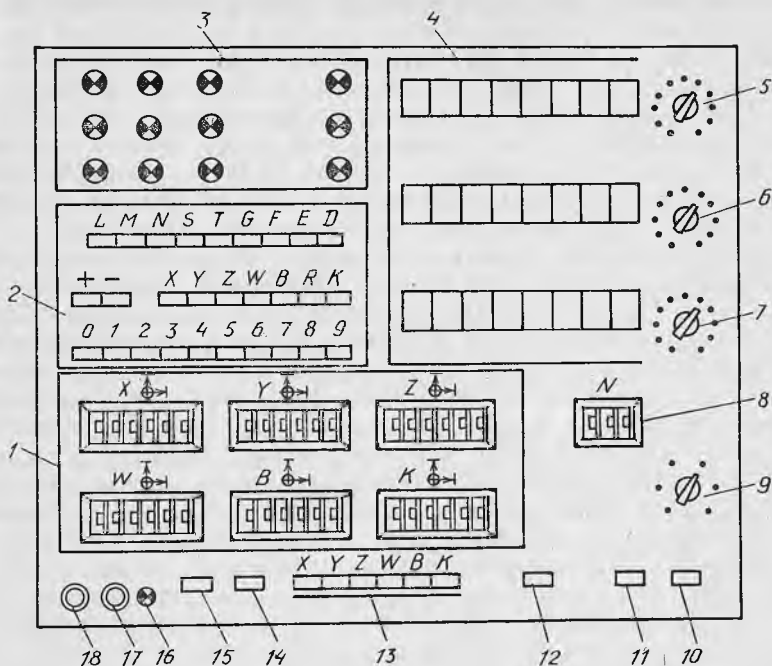 3 4
5
L M N S T G F E D
6
+ − X Y Z W B R K
2
0 1 2 3 4 5 6 7 8 9
7
X Y Z N
8
1
W B K
9
X Y Z W B K
18 17 16 15 14 13 12 11 10